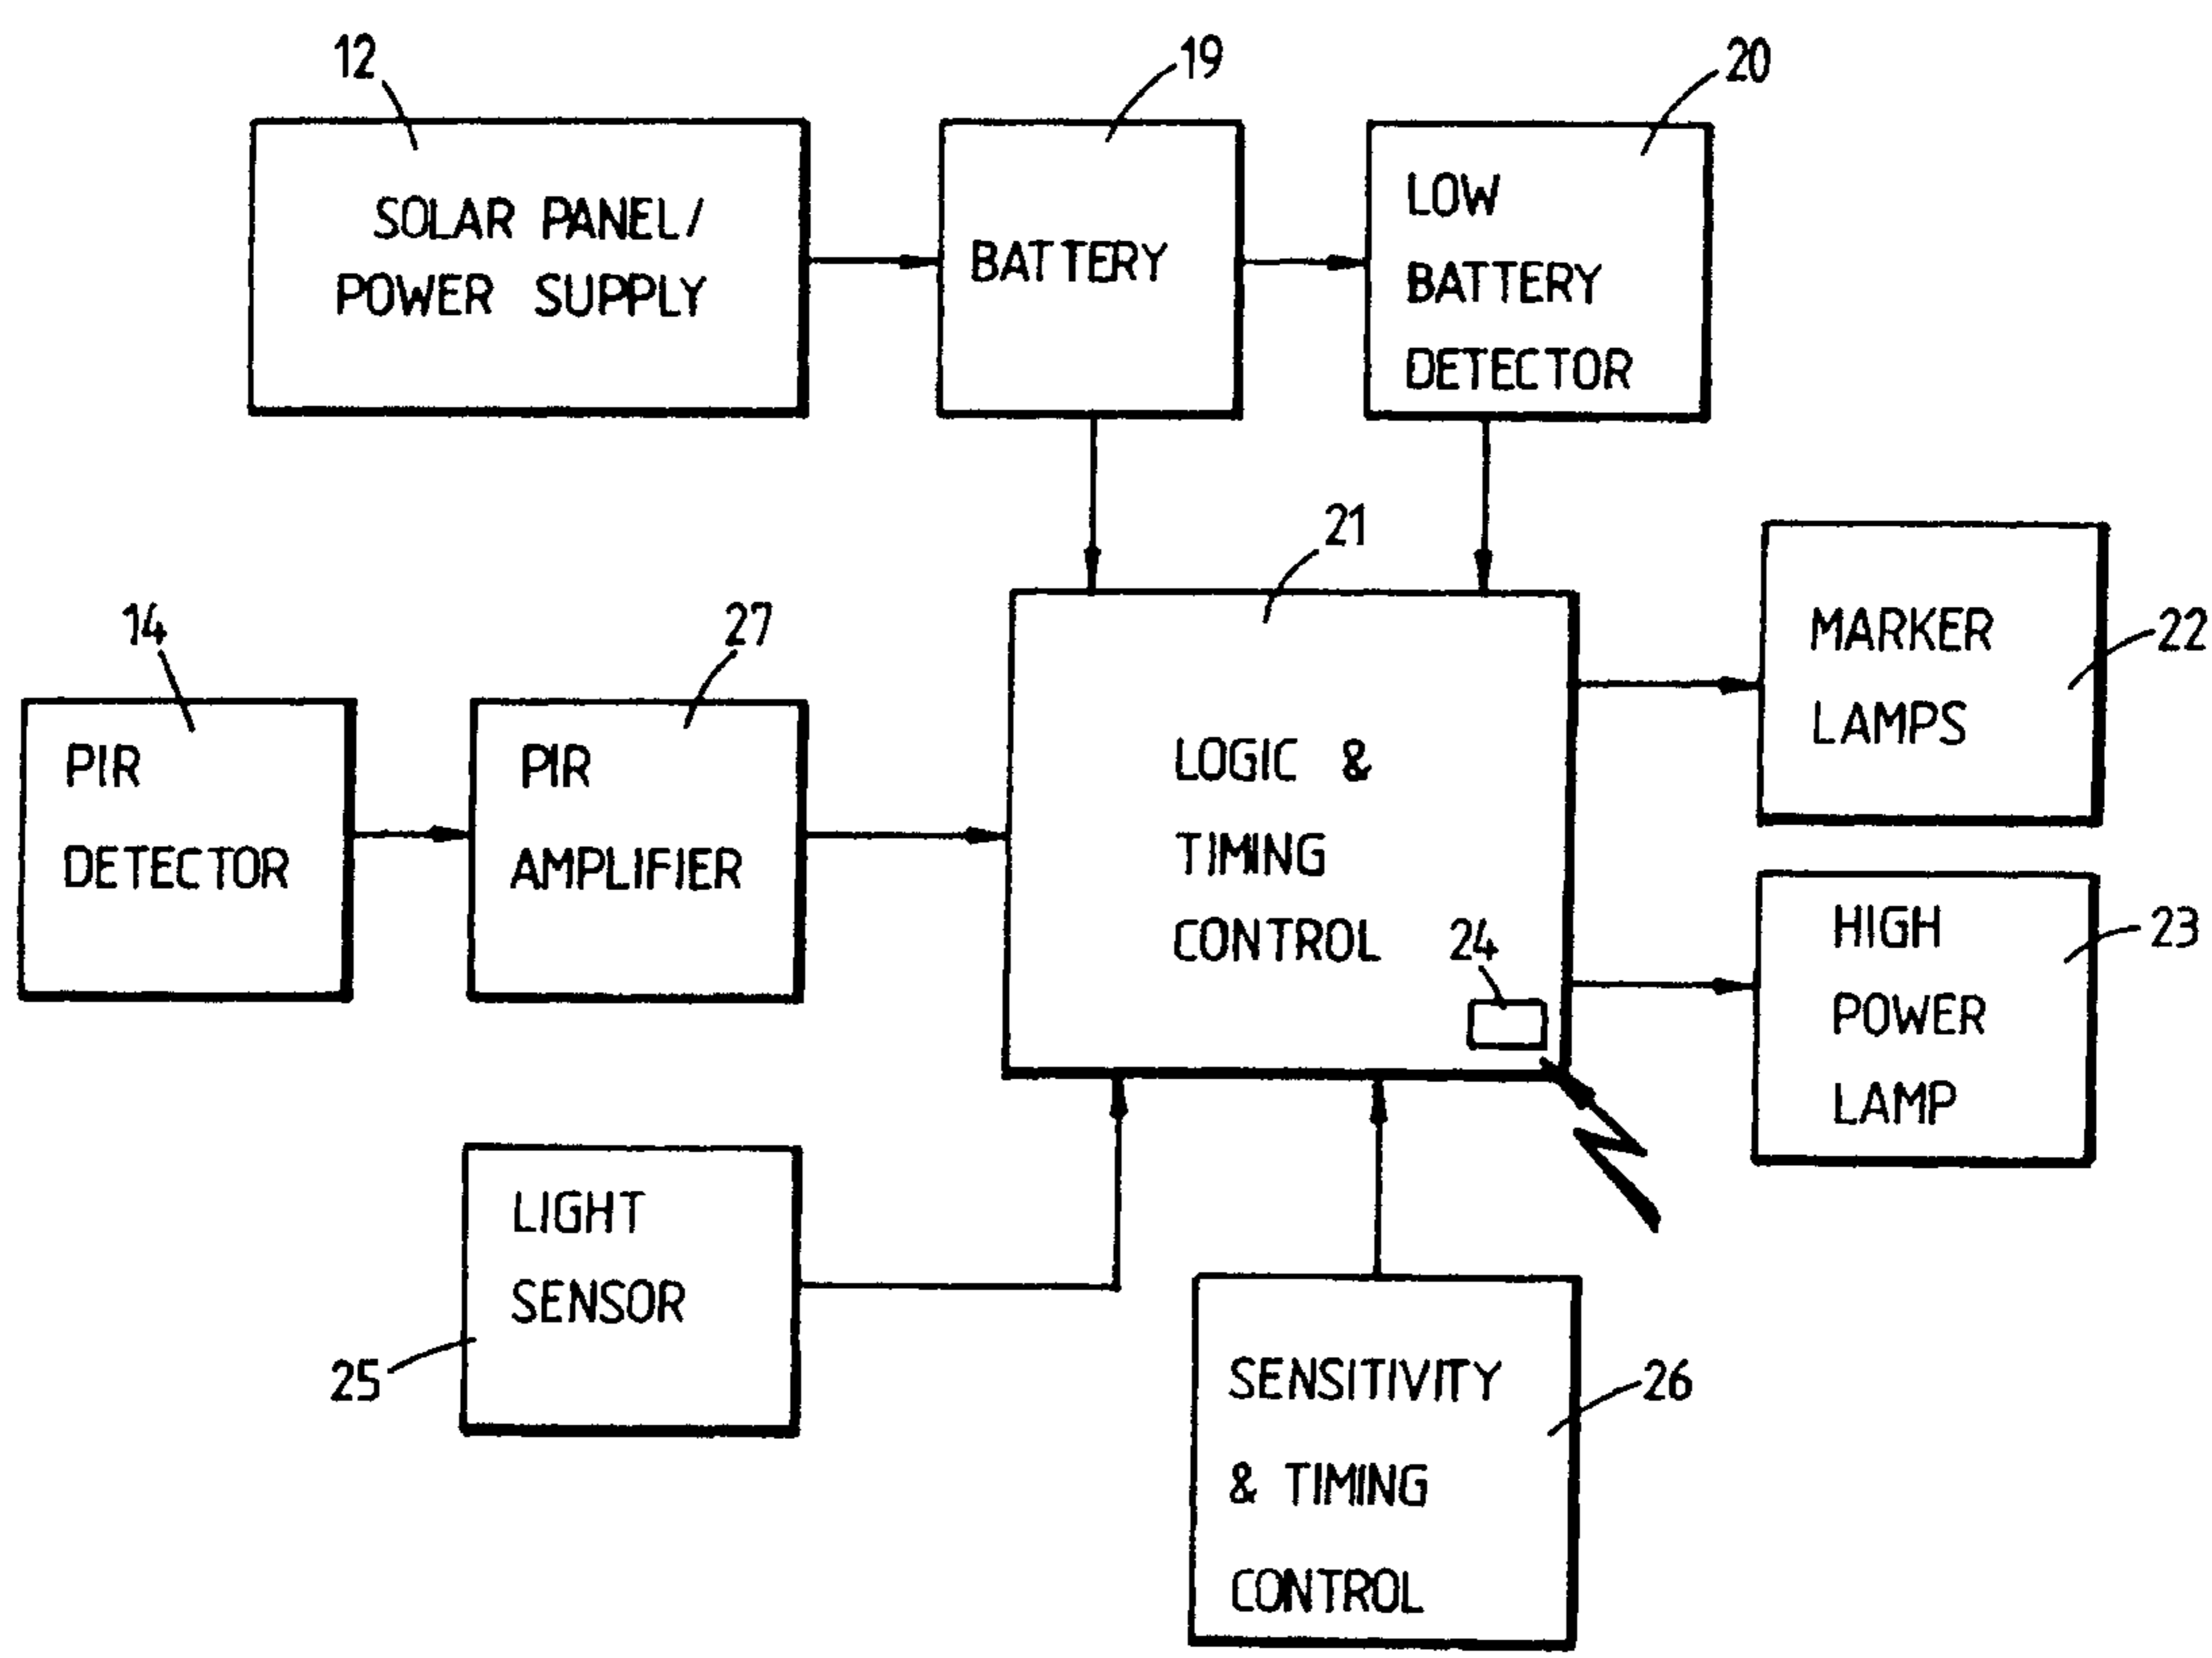 12
19
20
SOLAR PANEL/
POWER SUPPLY
BATTERY
LOW
BATTERY
DETECTOR
21
14
27
22
PIR
DETECTOR
PIR
AMPLIFIER
LOGIC &
TIMING
CONTROL
24
MARKER
LAMPS
23
HIGH
POWER
LAMP
LIGHT
SENSOR
25
SENSITIVITY
& TIMING
CONTROL
26